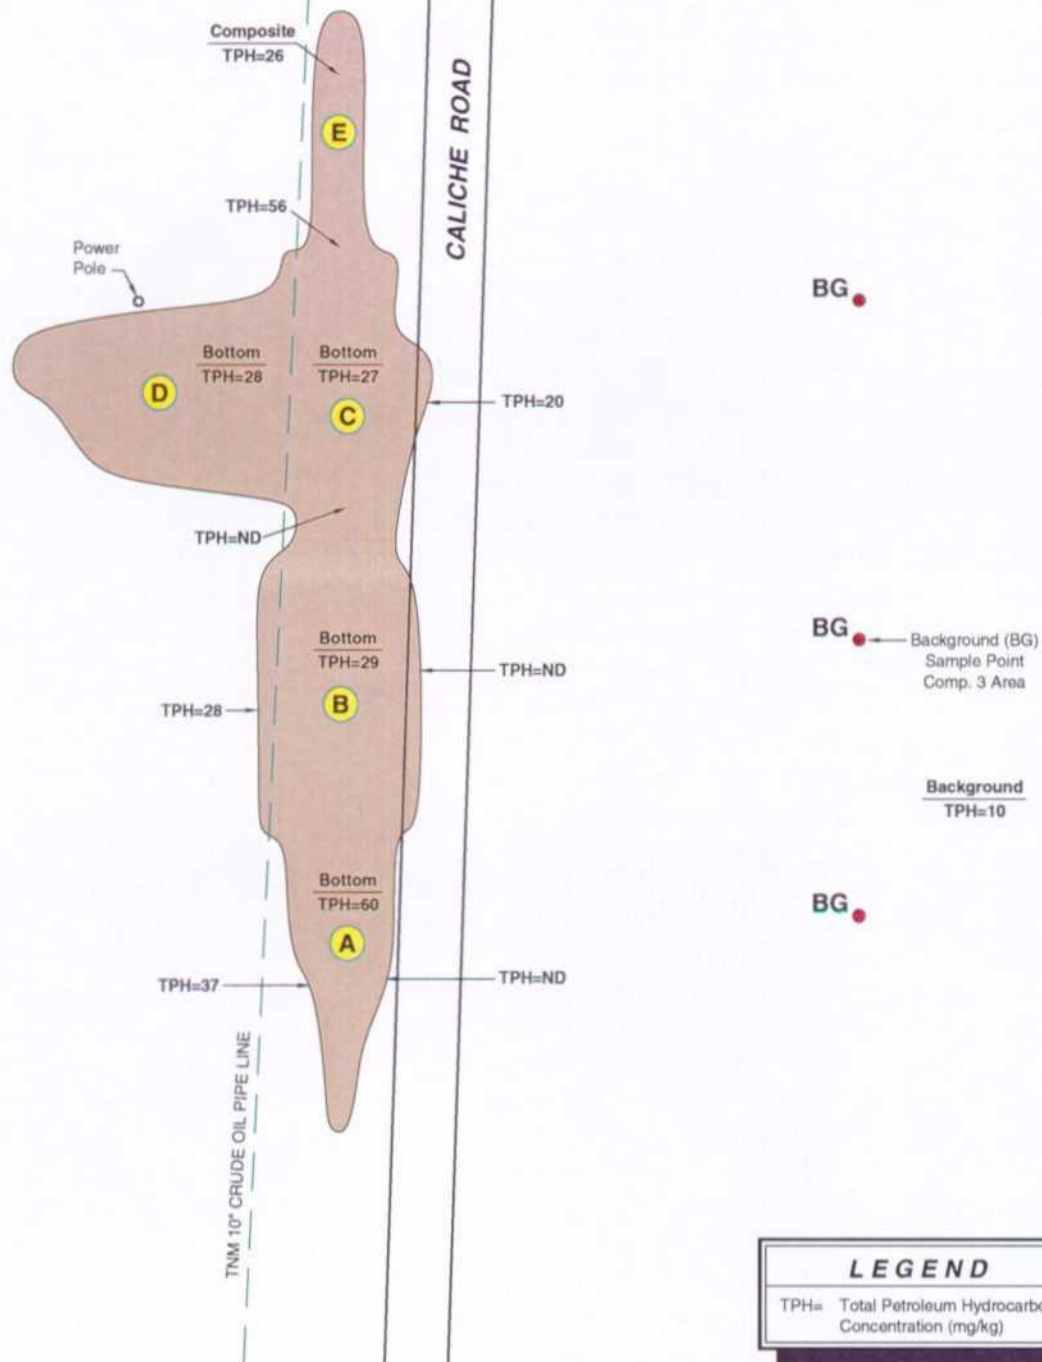 Composite
TPH=26
E
CALICHE ROAD
TPH=56
Power
Pole
BG
Bottom
TPH=28
Bottom
TPH=27
D
C
TPH=20
TPH=ND
BG
Background (BG)
Sample Point
Comp. 3 Area
Bottom
TPH=29
TPH=ND
B
TPH=28
Background
TPH=10
Bottom
TPH=60
BG
A
TPH=37
TPH=ND
TNM 10" CRUDE OIL PIPE LINE
LEGEND
TPH= Total Petroleum Hydrocarbo
Concentration (mg/kg)